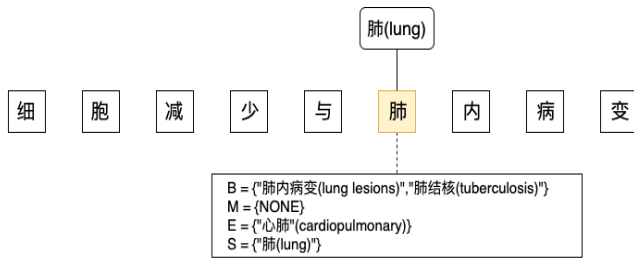 肺(lung)
细 胞 减 少 与 肺 内 病 变
B = {"肺内病变(lung lesions)","肺结核(tuberculosis)"}
M = {NONE}
E = {"心肺"(cardiopulmonary)}
S = {"肺(lung)"}